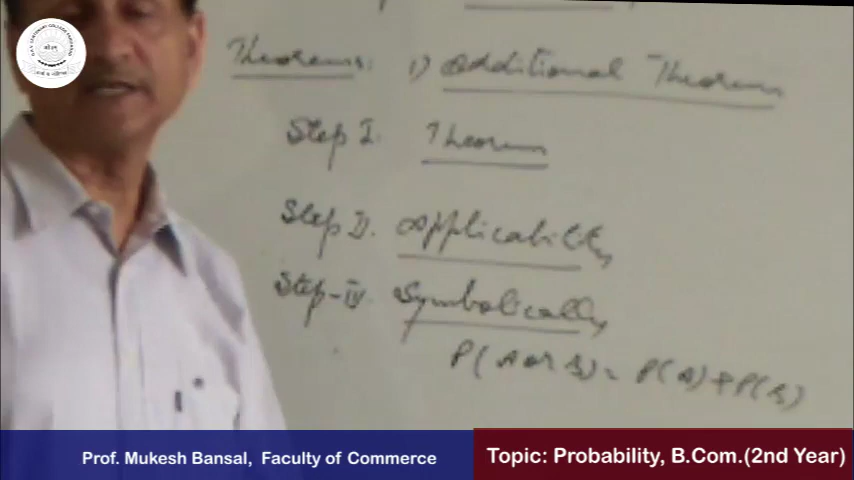 Theorems: 1) Additional Theorem
Step I. Theorem
Step II. Applicability
Step-IV. Symbolically
P(A or B) = P(A) + P(B)
Prof. Mukesh Bansal, Faculty of Commerce
Topic: Probability, B.Com.(2nd Year)